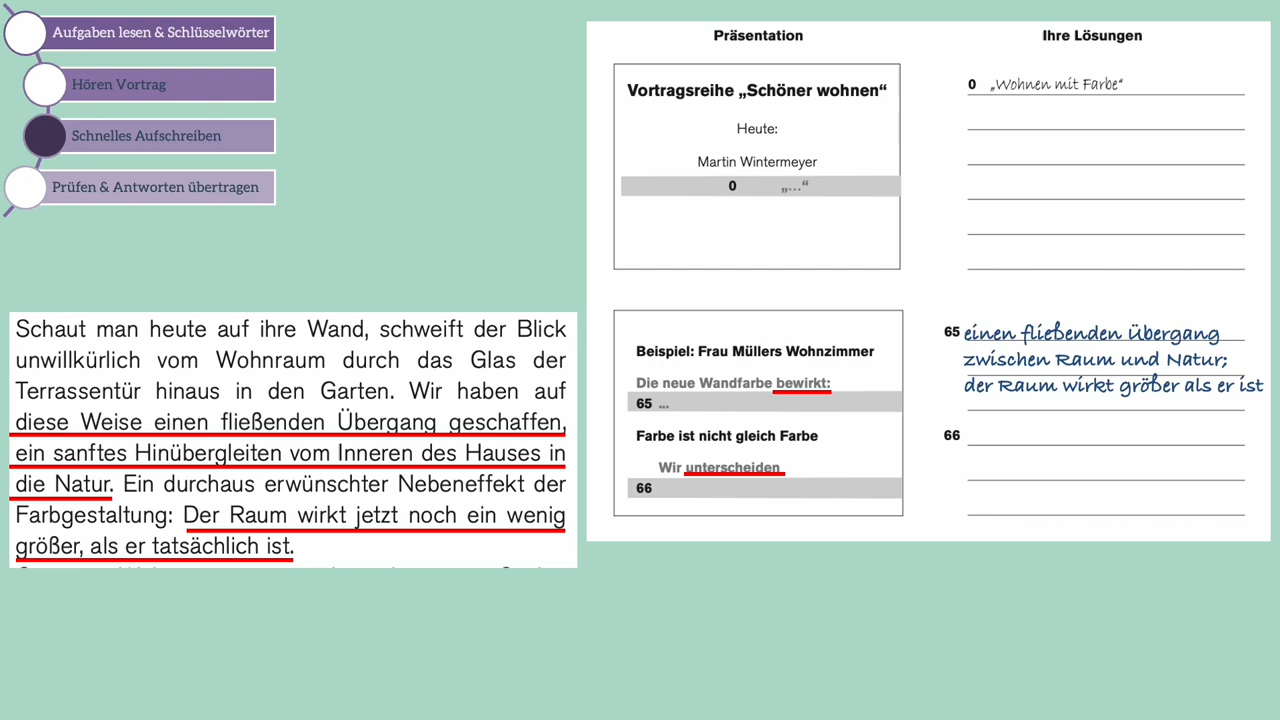 Aufgaben lesen & Schlüsselwörter
Hören Vortrag
Schnelles Aufschreiben
Prüfen & Antworten übertragen
Schaut man heute auf ihre Wand, schweift der Blick
unwillkürlich vom Wohnraum durch das Glas der
Terrassentür hinaus in den Garten. Wir haben auf
diese Weise einen fließenden Übergang geschaffen,
ein sanftes Hinübergleiten vom Inneren des Hauses in
die Natur. Ein durchaus erwünschter Nebeneffekt der
Farbgestaltung: Der Raum wirkt jetzt noch ein wenig
größer, als er tatsächlich ist.
Präsentation
Vortragsreihe „Schöner wohnen“
Heute:
Martin Wintermeyer
0 „...“
Beispiel: Frau Müllers Wohnzimmer
Die neue Wandfarbe bewirkt:
65 ...
Farbe ist nicht gleich Farbe
Wir unterscheiden
66
Ihre Lösungen
0 „Wohnen mit Farbe“
65 einen fließenden Übergang
zwischen Raum und Natur;
der Raum wirkt größer als er ist
66